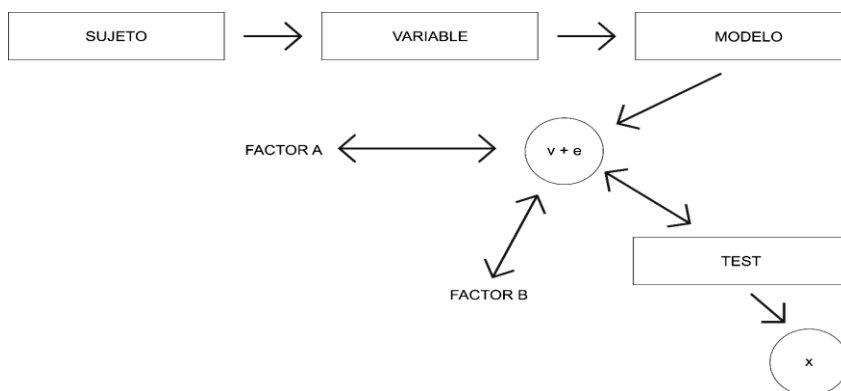 SUJETO
VARIABLE
MODELO
FACTOR A
v + e
TEST
FACTOR B
x